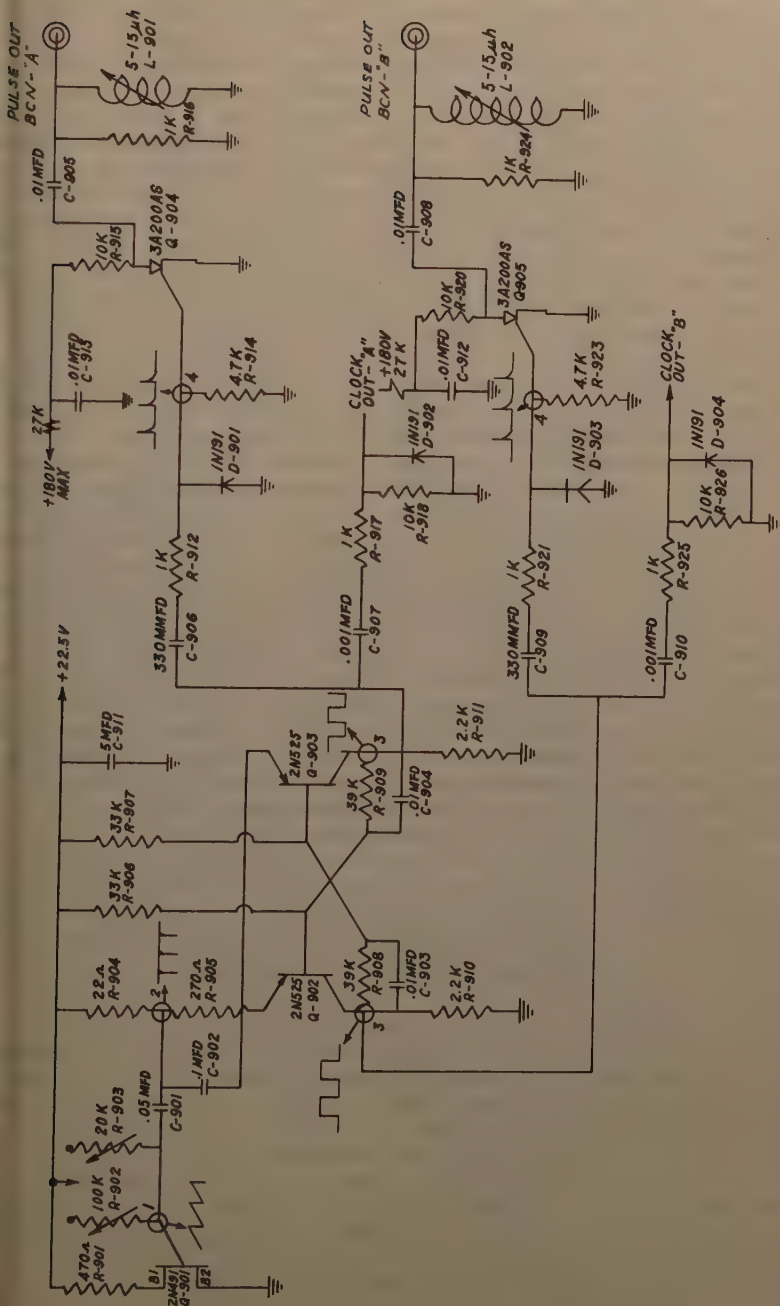 +22.5V
470Ω
R-901
100K
R-902
20K
R-903
B1
B2
2N491
Q-901
1
.05MFD
C-901
.1MFD
C-902
22Ω
R-904
2
270Ω
R-905
33K
R-906
33K
R-907
5MFD
C-911
2N525
Q-902
2N525
Q-903
39K
R-908
.01MFD
C-903
3
2.2K
R-910
39K
R-909
.01MFD
C-904
3
2.2K
R-911
+180V
MAX
27K
.01MFD
C-913
10K
R-915
3A200AS
Q-904
.01MFD
C-905
1K
R-916
5-15μh
L-901
PULSE OUT
BCN-"A"
330MMFD
C-906
1K
R-912
1N191
D-901
4
4.7K
R-914
.001MFD
C-907
1K
R-917
10K
R-918
1N191
D-902
CLOCK
OUT-"A"
+180V
27K
.01MFD
C-912
10K
R-920
3A200AS
Q-905
.01MFD
C-908
1K
R-924
5-15μh
L-902
PULSE OUT
BCN-"B"
330MMFD
C-909
1K
R-921
1N191
D-903
4
4.7K
R-923
.001MFD
C-910
1K
R-925
10K
R-926
1N191
D-904
CLOCK
OUT-"B"